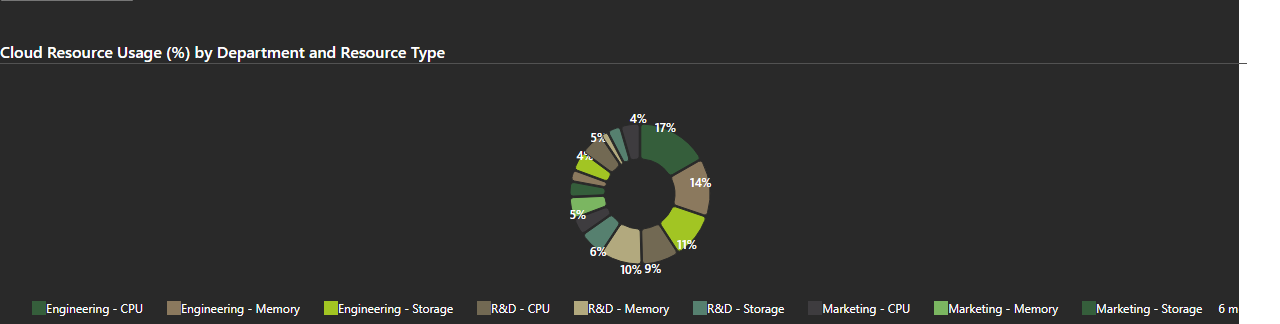 Cloud Resource Usage (%) by Department and Resource Type
4%
17%
5%
4%
14%
5%
11%
6%
10%
9%
Engineering - CPU
Engineering - Memory
Engineering - Storage
R&D - CPU
R&D - Memory
R&D - Storage
Marketing - CPU
Marketing - Memory
Marketing - Storage
6 m